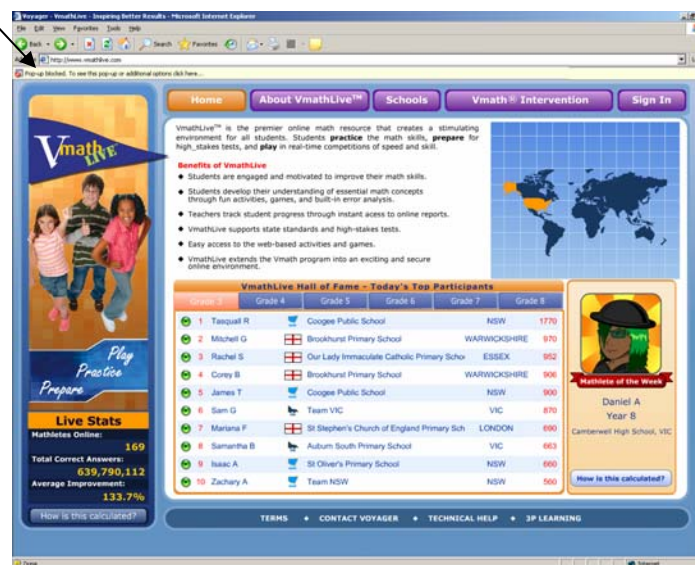 Voyager - VmathLive - Inspiring Better Results - Microsoft Internet Explorer
File Edit View Favorites Tools Help
Back Search Favorites
http://www.vmathlive.com
Pop-up blocked. To see this pop-up or additional options click here...
Home About VmathLive™ Schools Vmath® Intervention Sign In
Vmath LIVE
VmathLive™ is the premier online math resource that creates a stimulating
environment for all students. Students practice the math skills, prepare for
high_stakes tests, and play in real-time competitions of speed and skill.
Benefits of VmathLive
◆ Students are engaged and motivated to improve their math skills.
◆ Students develop their understanding of essential math concepts
through fun activities, games, and built-in error analysis.
◆ Teachers track student progress through instant acess to online reports.
◆ VmathLive supports state standards and high-stakes tests.
◆ Easy access to the web-based activities and games.
◆ VmathLive extends the Vmath program into an exciting and secure
online environment.
Play
Practice
Prepare
VmathLive Hall of Fame - Today's Top Participants
Grade 3 Grade 4 Grade 5 Grade 6 Grade 7 Grade 8
1 Tasquall R Coogee Public School NSW 1770
2 Mitchell G Brookhurst Primary School WARWICKSHIRE 970
3 Rachel S Our Lady Immaculate Catholic Primary Schoo ESSEX 952
4 Corey B Brookhurst Primary School WARWICKSHIRE 906
5 James T Coogee Public School NSW 900
6 Sam G Team VIC VIC 870
7 Mariana F St Stephen's Church of England Primary Sch LONDON 690
8 Samantha B Auburn South Primary School VIC 663
9 Isaac A St Oliver's Primary School NSW 660
10 Zachary A Team NSW NSW 560
Mathlete of the Week
Daniel A
Year 8
Camberwell High School, VIC
How is this calculated?
Live Stats
Mathletes Online:
169
Total Correct Answers:
639,790,112
Average Improvement:
133.7%
How is this calculated?
TERMS ◆ CONTACT VOYAGER ◆ TECHNICAL HELP ◆ 3P LEARNING
Done Internet